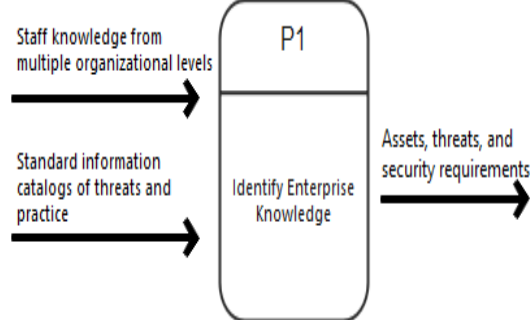 Staff knowledge from
multiple organizational levels
P1
Standard information
catalogs of threats and
practice
Identify Enterprise
Knowledge
Assets, threats, and
security requirements